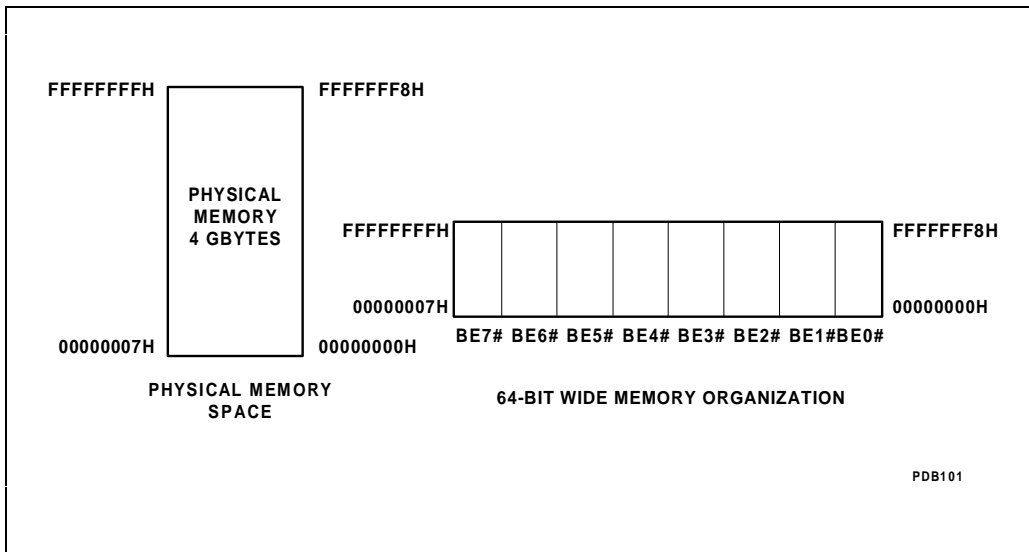 FFFFFFFFH
FFFFFFF8H
PHYSICAL
MEMORY
4 GBYTES
00000007H
00000000H
PHYSICAL MEMORY
SPACE
FFFFFFFFH
FFFFFFF8H
00000007H
00000000H
BE7# BE6# BE5# BE4# BE3# BE2# BE1# BE0#
64-BIT WIDE MEMORY ORGANIZATION
PDB101